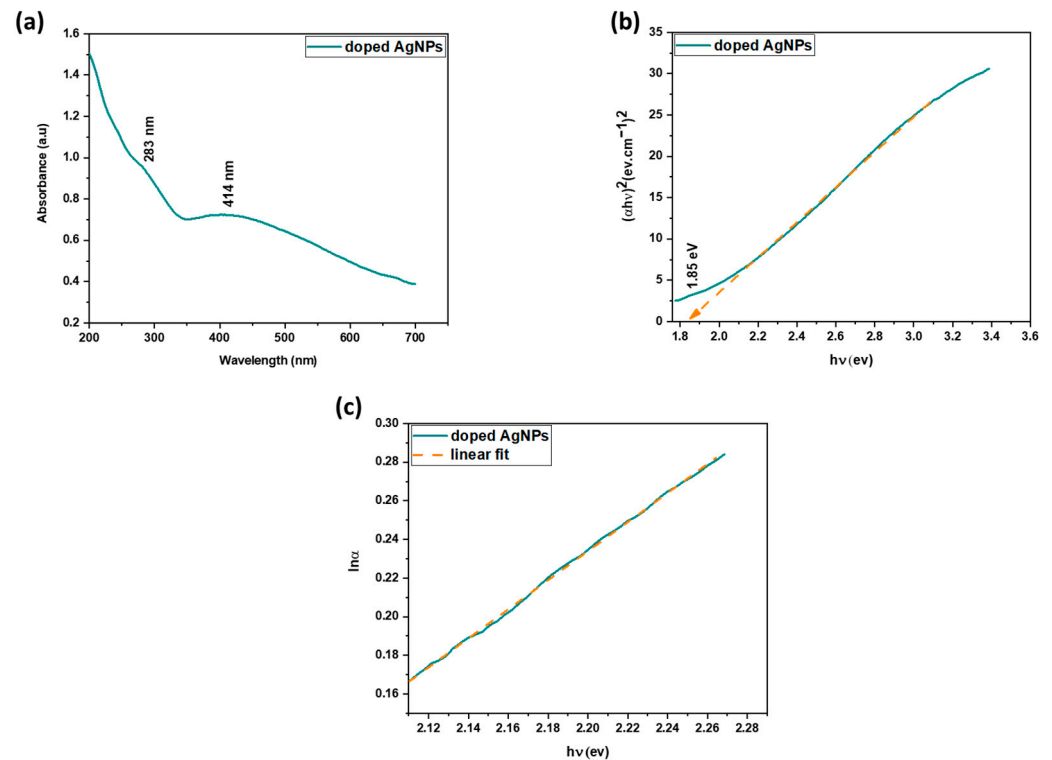 (a)
doped AgNPs
1.6
1.4
1.2
1.0
0.8
0.6
0.4
0.2
Absorbance (a.u)
283 nm
414 nm
200 300 400 500 600 700
Wavelength (nm)
(b)
doped AgNPs
35
30
25
20
15
10
5
0
(αhν)²(ev.cm−1)²
1.85 eV
1.8 2.0 2.2 2.4 2.6 2.8 3.0 3.2 3.4 3.6
hν(ev)
(c)
doped AgNPs
linear fit
0.30
0.28
0.26
0.24
0.22
0.20
0.18
0.16
lnα
2.12 2.14 2.16 2.18 2.20 2.22 2.24 2.26 2.28
hν(ev)